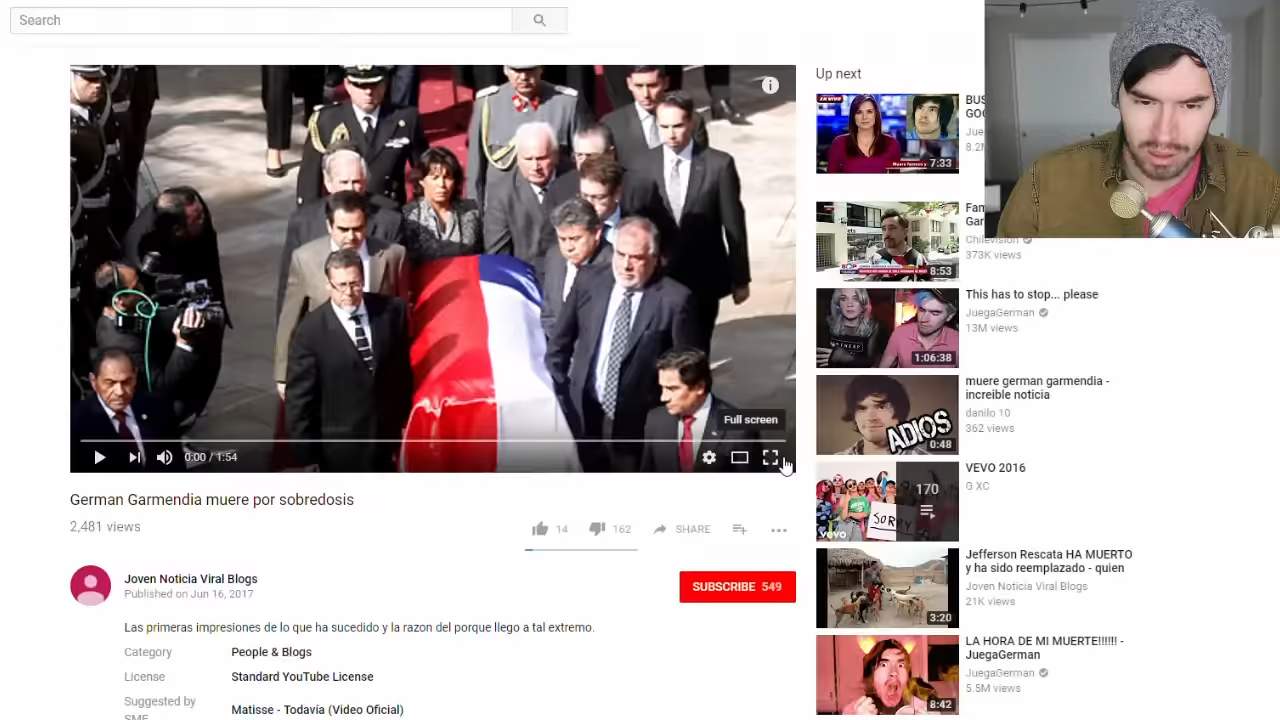 Search
Full screen
0:00 / 1:54
German Garmendia muere por sobredosis
2,481 views
14
162
SHARE
Joven Noticia Viral Blogs
Published on Jun 16, 2017
SUBSCRIBE 549
Las primeras impresiones de lo que ha sucedido y la razon del porque llego a tal extremo.
Category
People & Blogs
License
Standard YouTube License
Suggested by
SME
Matisse - Todavía (Video Oficial)
Up next
EN VIVO
7:33
BUS
GOO
Jue
8.2
8:53
Fam
Gar
Chilevisión
373K views
1:06:38
This has to stop... please
JuegaGerman
13M views
ADIOS
0:48
muere german garmendia -
increible noticia
danilo 10
362 views
170
SORRY
vevo
VEVO 2016
G XC
3:20
Jefferson Rescata HA MUERTO
y ha sido reemplazado - quien
Joven Noticia Viral Blogs
21K views
8:42
LA HORA DE MI MUERTE!!!!!! -
JuegaGerman
JuegaGerman
5.5M views